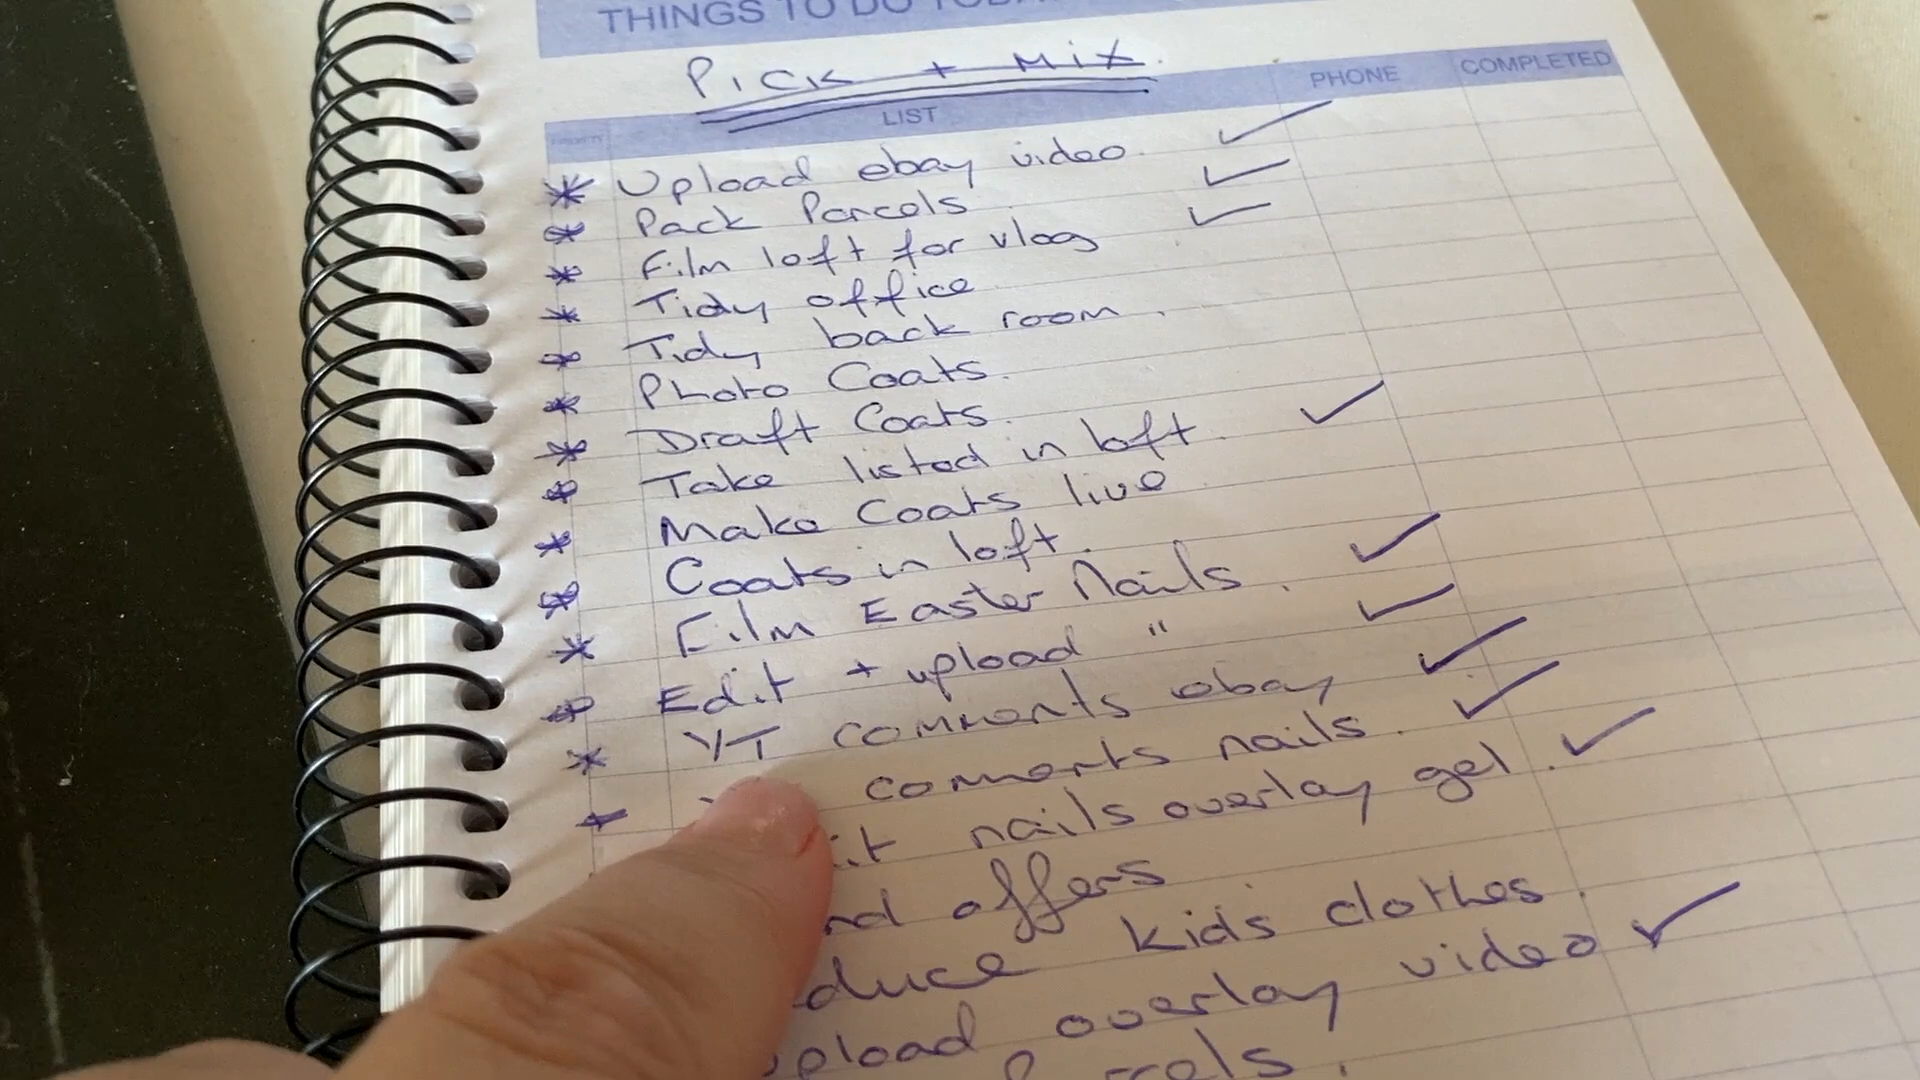 THINGS TO DO TODAY
PICK + MIX.
LIST PHONE COMPLETED
* Upload ebay video. ✓
* Pack Parcels. ✓
* Film loft for vlog ✓
* Tidy office
* Tidy back room.
* Photo Coats.
* Draft Coats.
* Take listed in loft. ✓
* Make Coats live
* Coats in loft.
* Film Easter Nails. ✓
* Edit + upload " ✓
* YT comments ebay ✓
comments nails. ✓
nails overlay gel. ✓
offers
kids clothes.
overlay video ✓